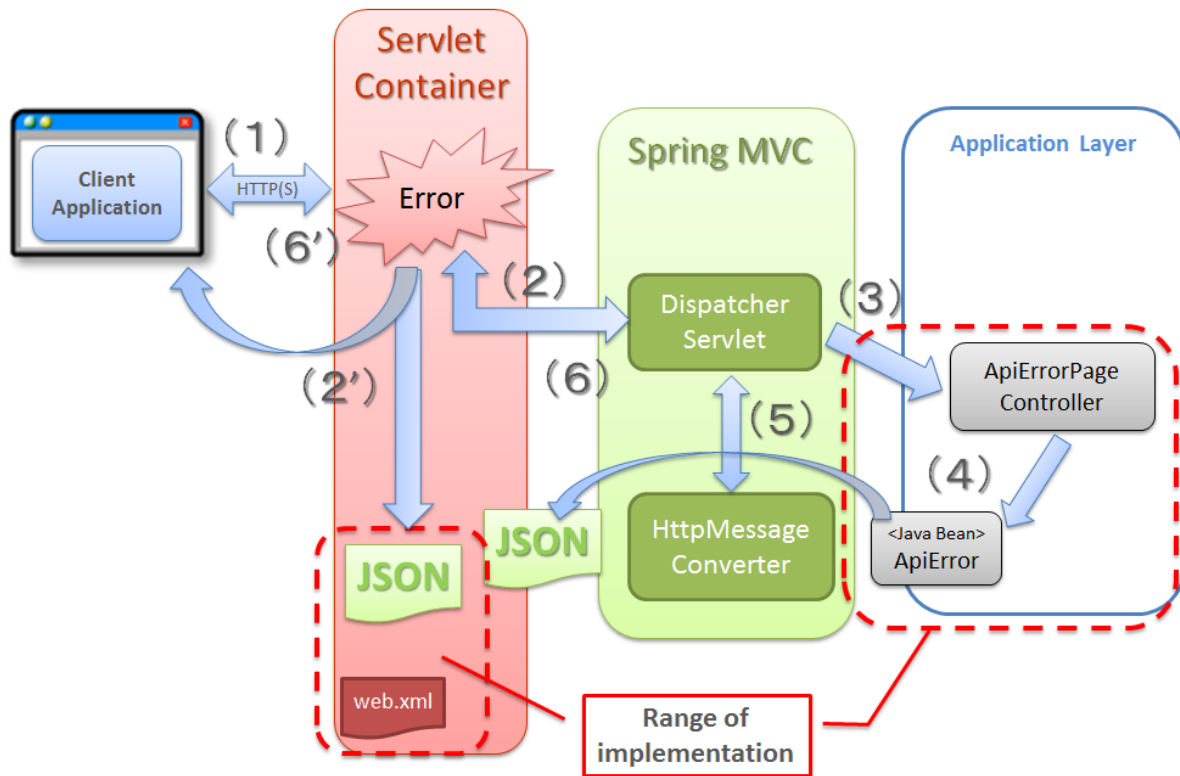 Servlet
Container
Spring MVC
Application Layer
Client
Application
(1)
HTTP(S)
Error
(6’)
(2)
Dispatcher
Servlet
(3)
ApiErrorPage
Controller
(2’)
(6)
(5)
(4)
JSON
JSON
HttpMessage
Converter
<Java Bean>
ApiError
web.xml
Range of
implementation